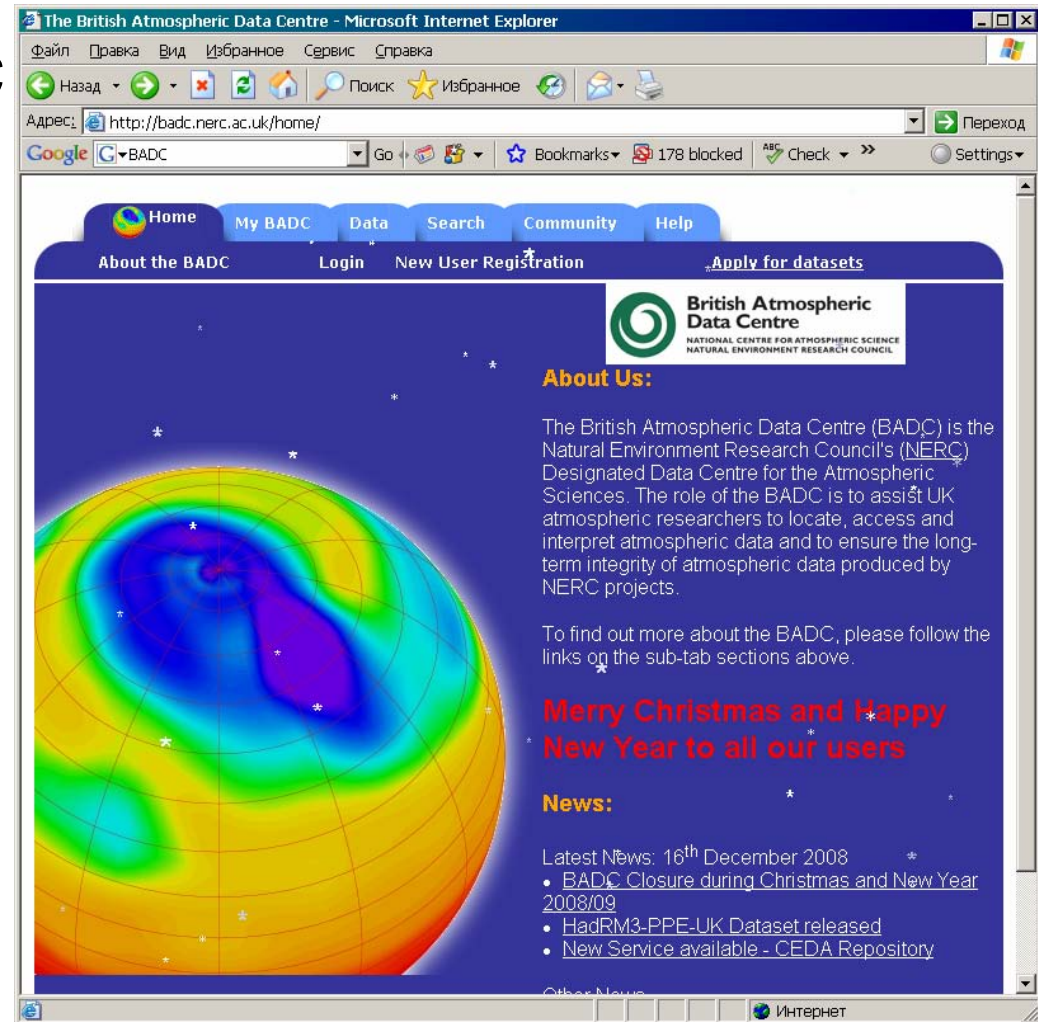 The British Atmospheric Data Centre - Microsoft Internet Explorer
Файл Правка Вид Избранное Сервис Справка
Назад Поиск Избранное
Адрес: http://badc.nerc.ac.uk/home/ Переход
Google G BADC Go Bookmarks 178 blocked ABC Check » Settings
Home My BADC Data Search Community Help
About the BADC Login New User Registration Apply for datasets
British Atmospheric
Data Centre
NATIONAL CENTRE FOR ATMOSPHERIC SCIENCE
NATURAL ENVIRONMENT RESEARCH COUNCIL
About Us:
The British Atmospheric Data Centre (BADC) is the
Natural Environment Research Council's (NERC)
Designated Data Centre for the Atmospheric
Sciences. The role of the BADC is to assist UK
atmospheric researchers to locate, access and
interpret atmospheric data and to ensure the long-
term integrity of atmospheric data produced by
NERC projects.
To find out more about the BADC, please follow the
links on the sub-tab sections above.
Merry Christmas and Happy
New Year to all our users
News:
Latest News: 16th December 2008
• BADC Closure during Christmas and New Year
2008/09
• HadRM3-PPE-UK Dataset released
• New Service available - CEDA Repository
Other News
Интернет